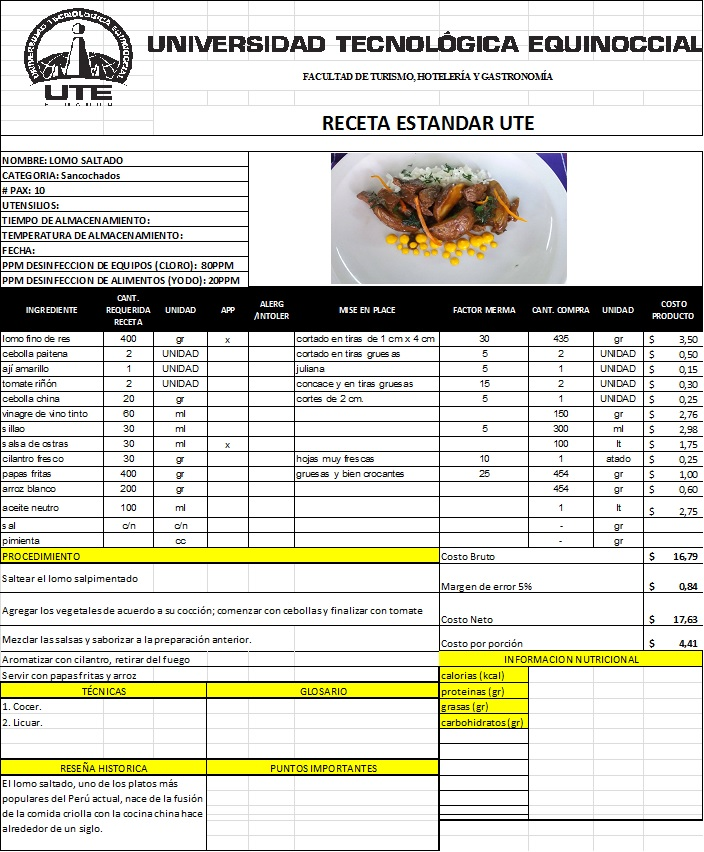 UNIVERSIDAD TECNOLÓGICA EQUINOCCIAL
UTE
FACULTAD DE TURISMO, HOTELERÍA Y GASTRONOMÍA
RECETA ESTANDAR UTE
NOMBRE: LOMO SALTADO
CATEGORIA: Sancochados
# PAX: 10
UTENSILIOS:
TIEMPO DE ALMACENAMIENTO:
TEMPERATURA DE ALMACENAMIENTO:
FECHA:
PPM DESINFECCION DE EQUIPOS (CLORO): 80PPM
PPM DESINFECCION DE ALIMENTOS (YODO): 20PPM
INGREDIENTE CANT. REQUERIDA RECETA UNIDAD APP ALERG /INTOLER MISE EN PLACE FACTOR MERMA CANT. COMPRA UNIDAD COSTO PRODUCTO
lomo fino de res 400 gr x cortado en tiras de 1 cm x 4 cm 30 435 gr $ 3,50
cebolla paitena 2 UNIDAD cortado en tiras gruesas 5 2 UNIDAD $ 0,50
ají amarillo 1 UNIDAD juliana 5 1 UNIDAD $ 0,15
tomate riñón 2 UNIDAD concace y en tiras gruesas 15 2 UNIDAD $ 0,30
cebolla china 20 gr cortes de 2 cm. 5 1 UNIDAD $ 0,25
vinagre de vino tinto 60 ml 150 gr $ 2,76
sillao 30 ml 5 300 ml $ 2,98
salsa de ostras 30 ml x 100 lt $ 1,75
cilantro fresco 30 gr hojas muy frescas 10 1 atado $ 0,25
papas fritas 400 gr gruesas y bien crocantes 25 454 gr $ 1,00
arroz blanco 200 gr 454 gr $ 0,60
aceite neutro 100 ml 1 lt $ 2,75
sal c/n c/n - gr
pimienta cc - gr
PROCEDIMIENTO Costo Bruto $ 16,79
Saltear el lomo salpimentado
Margen de error 5% $ 0,84
Agregar los vegetales de acuerdo a su cocción; comenzar con cebollas y finalizar con tomate
Costo Neto $ 17,63
Mezclar las salsas y saborizar a la preparación anterior.
Costo por porción $ 4,41
Aromatizar con cilantro, retirar del fuego INFORMACION NUTRICIONAL
Servir con papas fritas y arroz calorias (kcal)
TÉCNICAS GLOSARIO proteinas (gr)
1. Cocer. grasas (gr)
2. Licuar. carbohidratos (gr)
RESEÑA HISTORICA PUNTOS IMPORTANTES
El lomo saltado, uno de los platos más
populares del Perú actual, nace de la fusión
de la comida criolla con la cocina china hace
alrededor de un siglo.